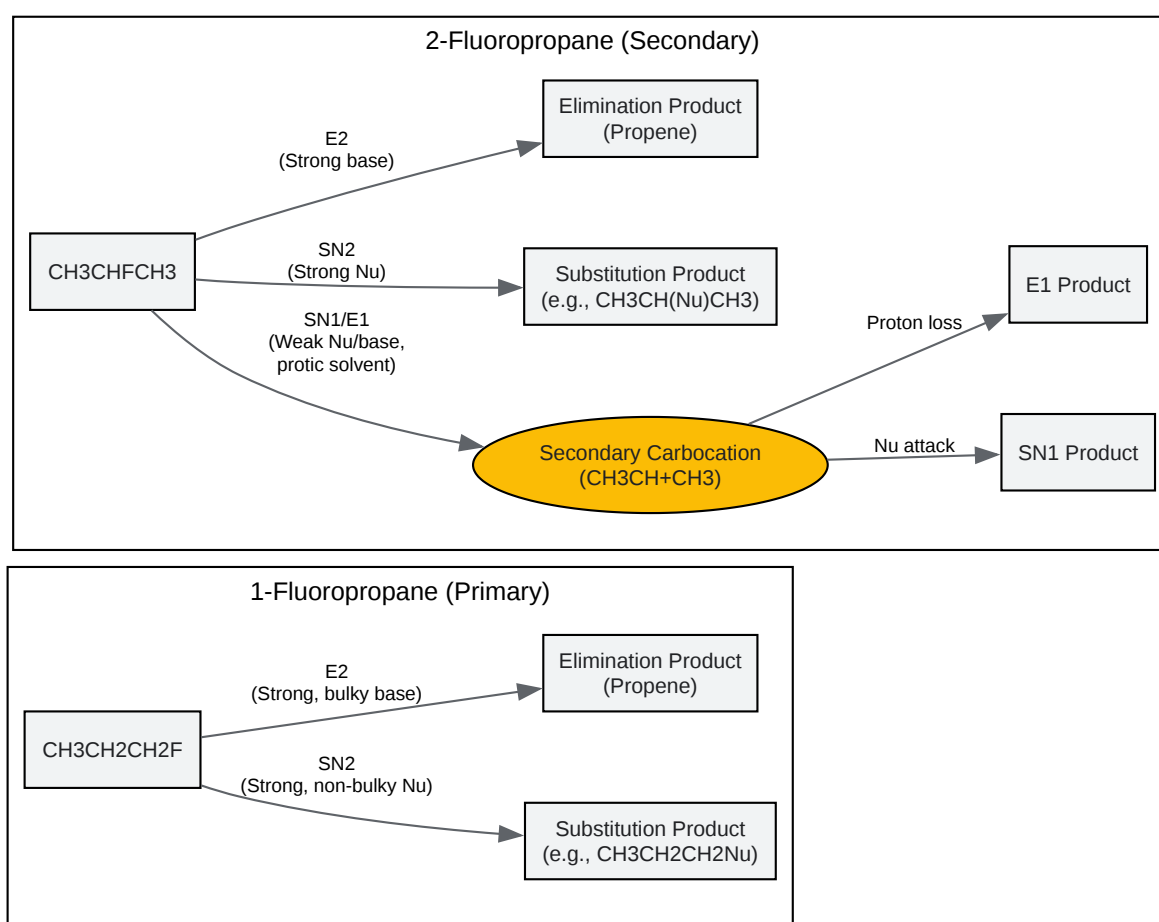 2-Fluoropropane (Secondary)
Elimination Product
(Propene)
E2
(Strong base)
CH3CHFCH3
SN2
(Strong Nu)
Substitution Product
(e.g., CH3CH(Nu)CH3)
E1 Product
SN1/E1
(Weak Nu/base,
protic solvent)
Proton loss
Secondary Carbocation
(CH3CH+CH3)
Nu attack
SN1 Product
1-Fluoropropane (Primary)
Elimination Product
(Propene)
E2
(Strong, bulky base)
CH3CH2CH2F
SN2
(Strong, non-bulky Nu)
Substitution Product
(e.g., CH3CH2CH2Nu)